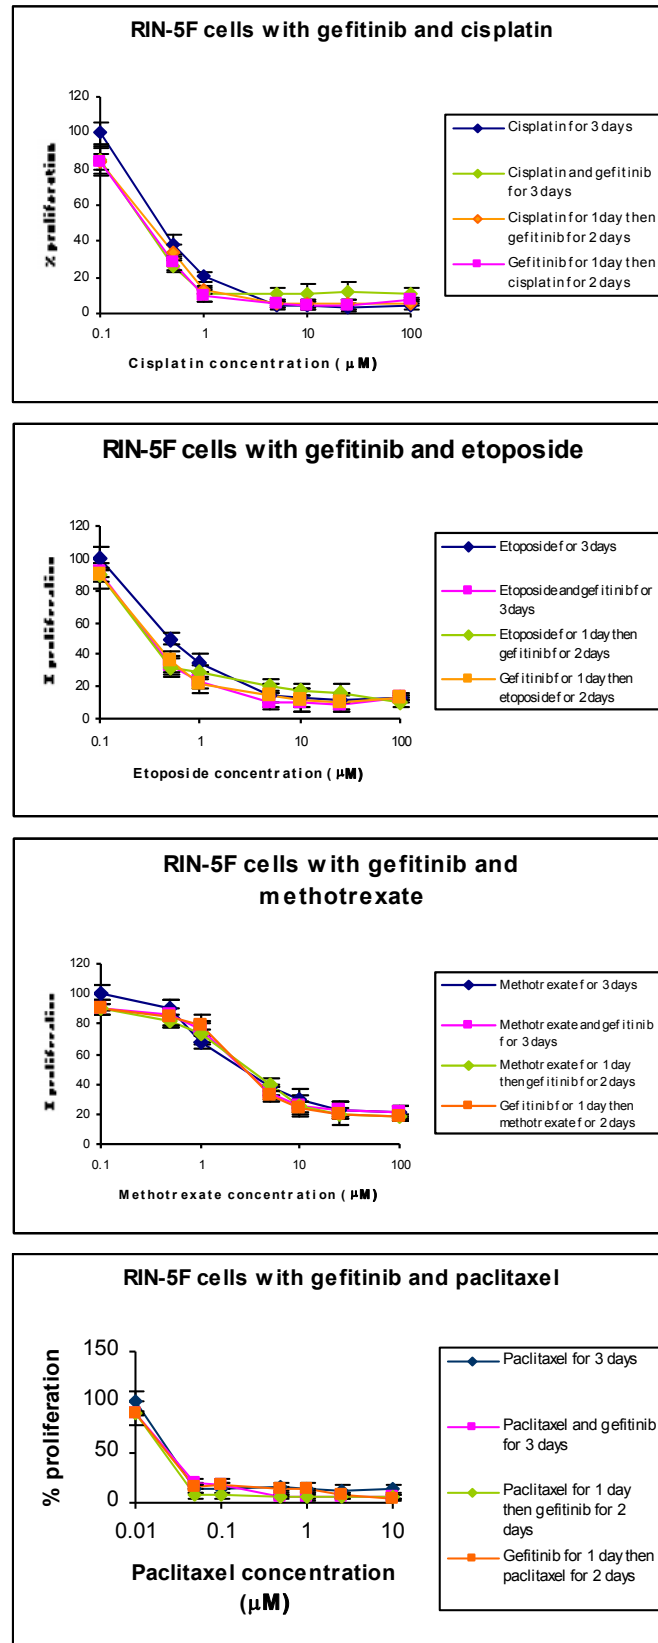 RIN-5F cells with gefitinib and cisplatin
120
100
80
60
40
20
0
% proliferation
0.1
1
10
100
Cisplatin concentration ( μM)
Cisplatin for 3 days
Cisplatin and gefitinib
for 3 days
Cisplatin for 1 day then
gefitinib for 2 days
Gefitinib for 1 day then
cisplatin for 2 days
RIN-5F cells with gefitinib and etoposide
120
100
80
60
40
20
0
proliferation
0.1
1
10
100
Etoposide concentration ( μM)
Etoposide for 3 days
Etoposide and gefitinib for
3 days
Etoposide for 1 day then
gefitinib for 2 days
Gefitinib for 1 day then
etoposide for 2 days
RIN-5F cells with gefitinib and
methotrexate
120
100
80
60
40
20
0
proliferation
0.1
1
10
100
Methotrexate concentration ( μM)
Methotrexate for 3 days
Methotrexate and gefitinib
for 3 days
Methotrexate for 1 day
then gefitinib for 2 days
Gefitinib for 1 day then
methotrexate for 2 days
RIN-5F cells with gefitinib and paclitaxel
150
100
50
0
% proliferation
0.01
0.1
1
10
Paclitaxel concentration
(μM)
Paclitaxel for 3 days
Paclitaxel and gefitinib
for 3 days
Paclitaxel for 1 day
then gefitinib for 2
days
Gefitinib for 1 day then
paclitaxel for 2 days